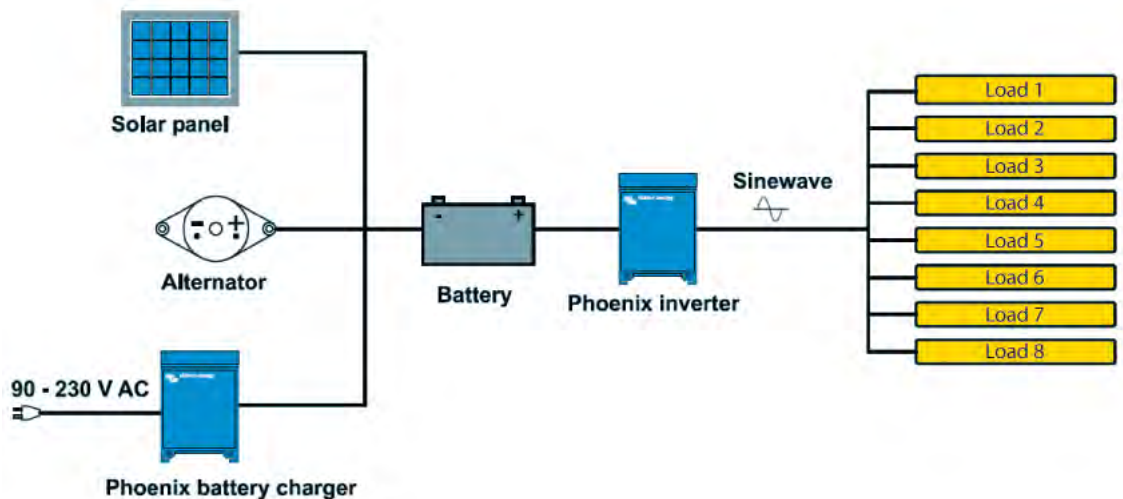 Solar panel
Alternator
90 - 230 V AC
Phoenix battery charger
Battery
Phoenix inverter
Sinewave
Load 1
Load 2
Load 3
Load 4
Load 5
Load 6
Load 7
Load 8